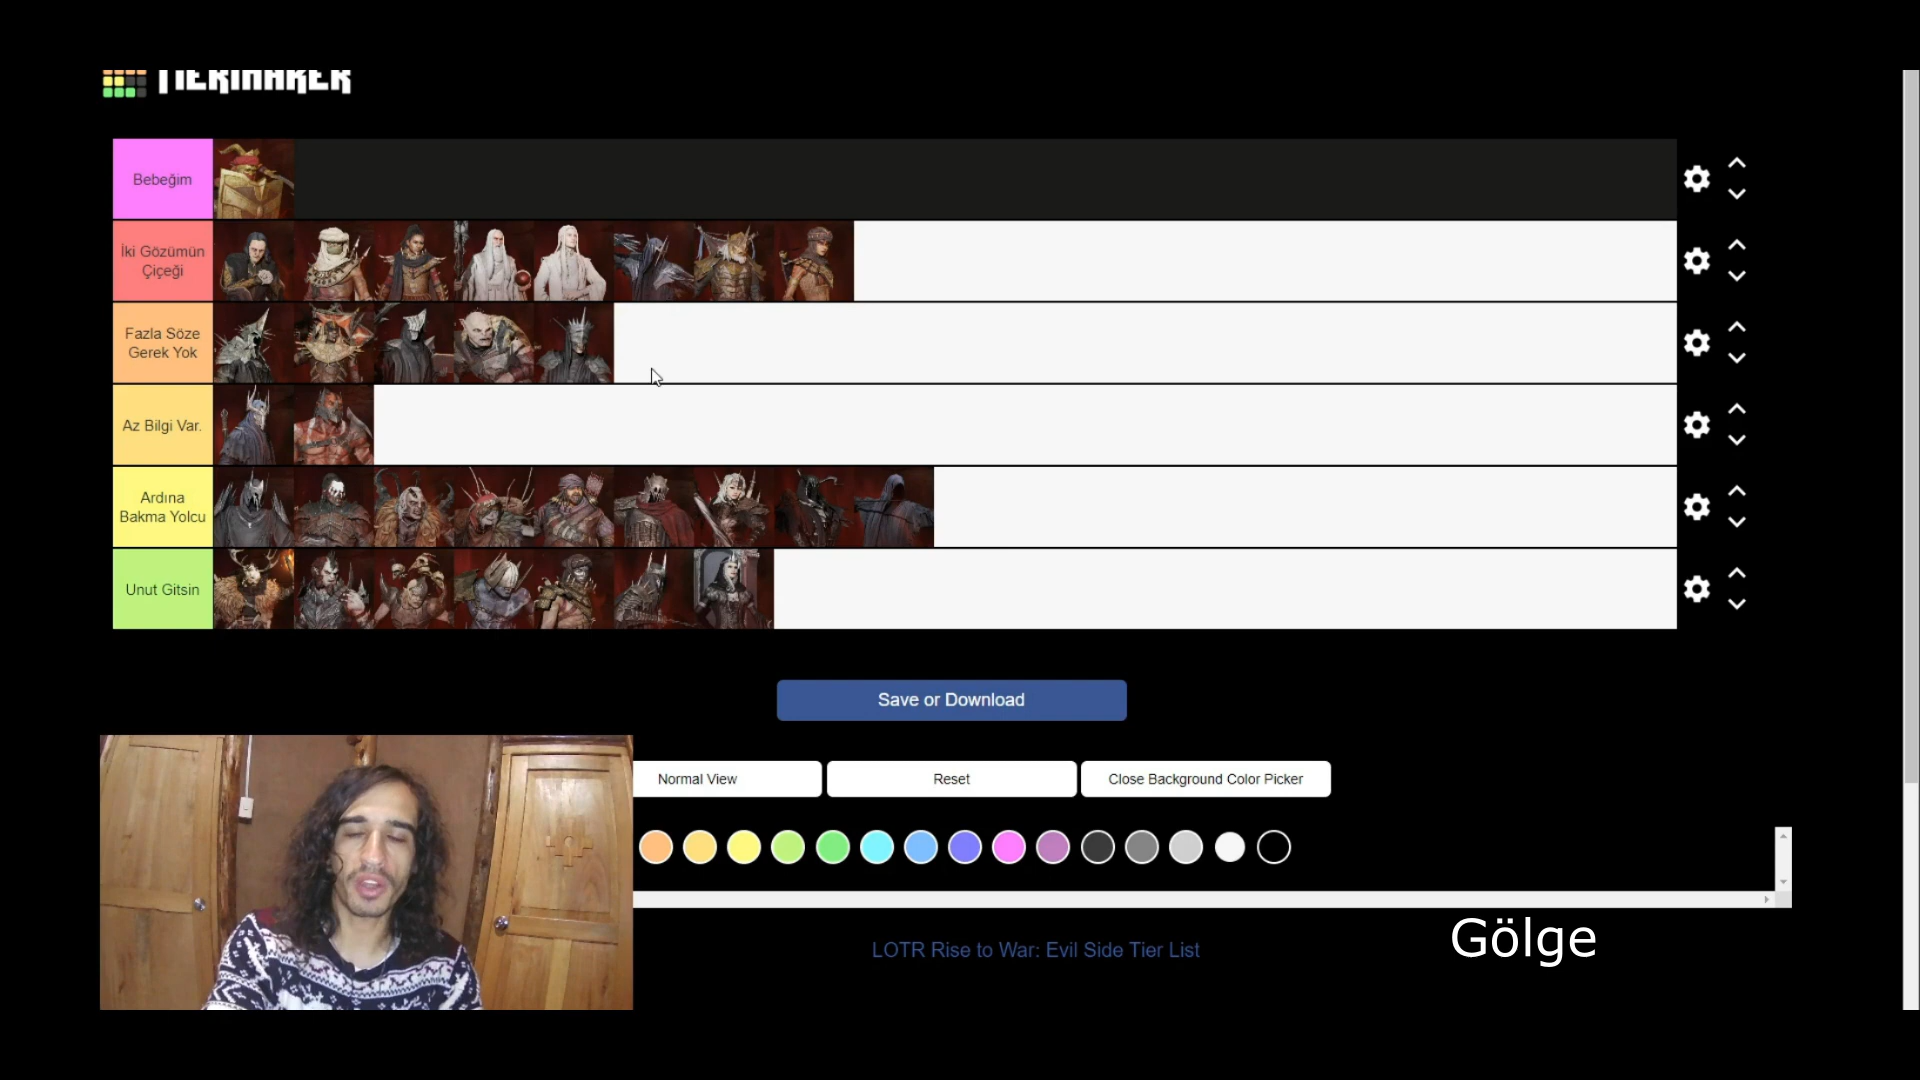 TIERMAKER
Bebeğim
İki Gözümün
Çiçeği
Fazla Söze
Gerek Yok
Az Bilgi Var.
Ardına
Bakma Yolcu
Unut Gitsin
Save or Download
Normal View
Reset
Close Background Color Picker
Gölge
LOTR Rise to War: Evil Side Tier List